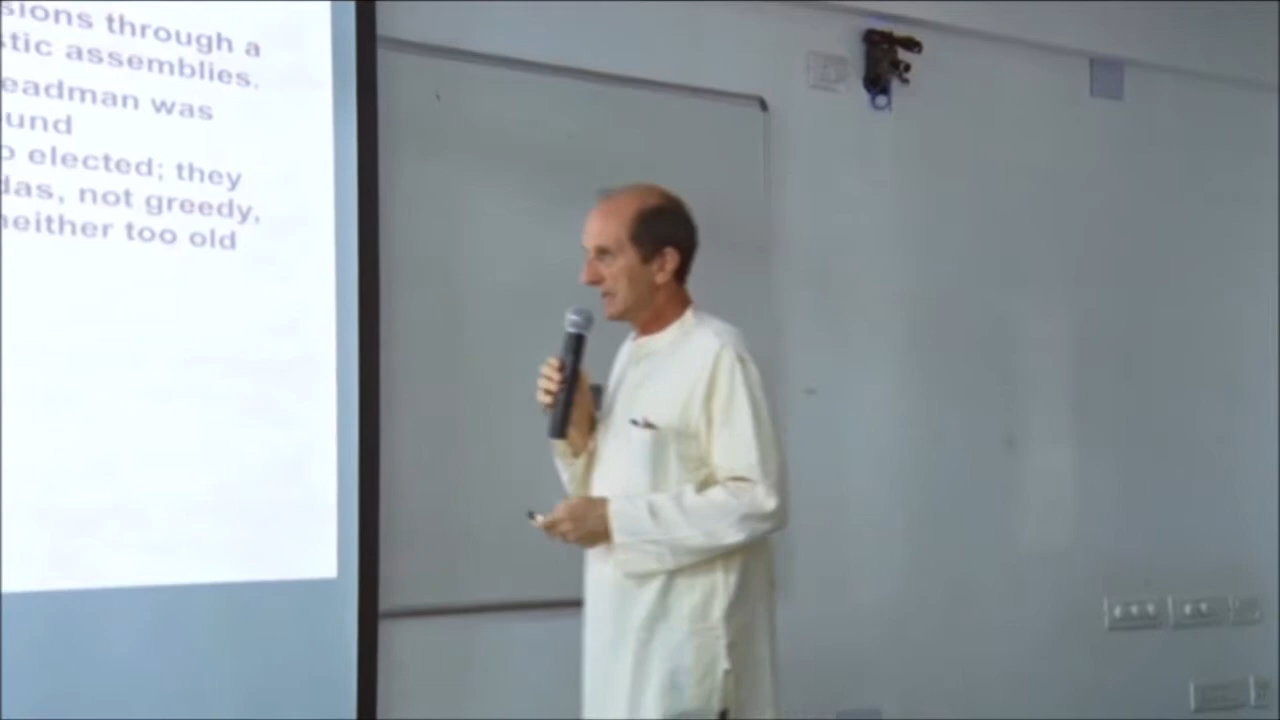 sions through a
stic assemblies.
eadman was
und
o elected; they
das, not greedy,
neither too old